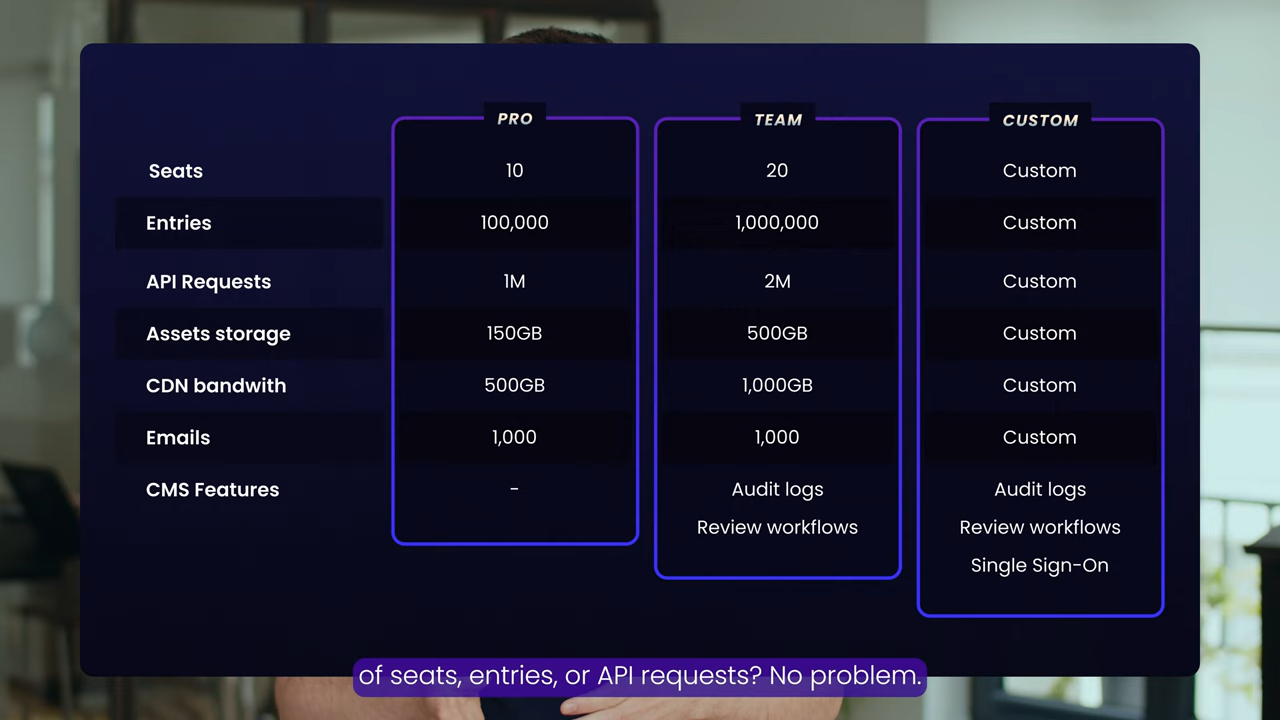 PRO TEAM CUSTOM
Seats 10 20 Custom
Entries 100,000 1,000,000 Custom
API Requests 1M 2M Custom
Assets storage 150GB 500GB Custom
CDN bandwith 500GB 1,000GB Custom
Emails 1,000 1,000 Custom
CMS Features - Audit logs Audit logs
Review workflows Review workflows
Single Sign-On
of seats, entries, or API requests? No problem.